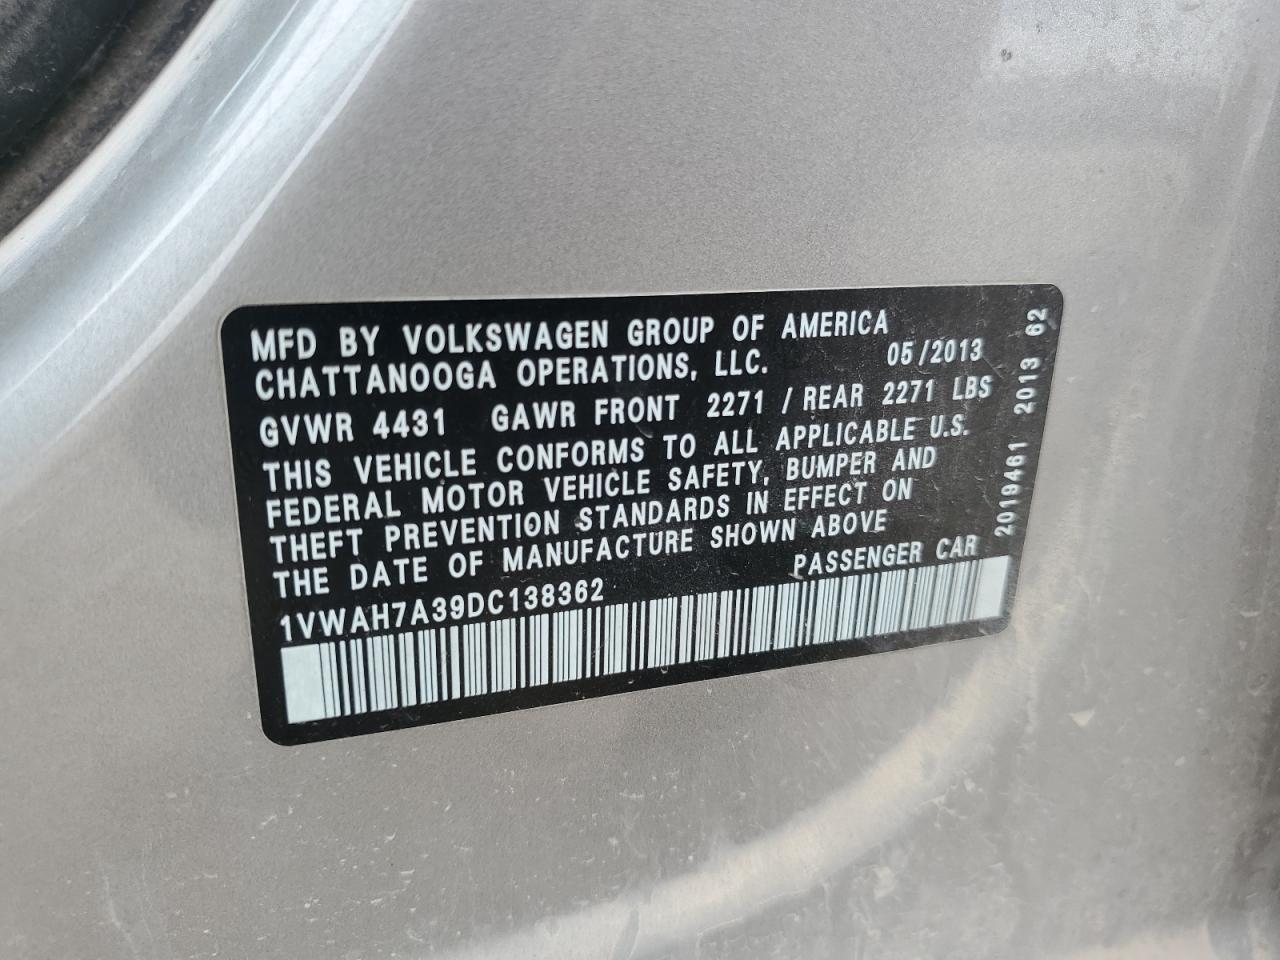 MFD BY VOLKSWAGEN GROUP OF AMERICA
CHATTANOOGA OPERATIONS, LLC. 05/2013
GVWR 4431 GAWR FRONT 2271 / REAR 2271 LBS
THIS VEHICLE CONFORMS TO ALL APPLICABLE U.S.
FEDERAL MOTOR VEHICLE SAFETY, BUMPER AND
THEFT PREVENTION STANDARDS IN EFFECT ON
THE DATE OF MANUFACTURE SHOWN ABOVE
1VWAH7A39DC138362 PASSENGER CAR
2019461 2013 62